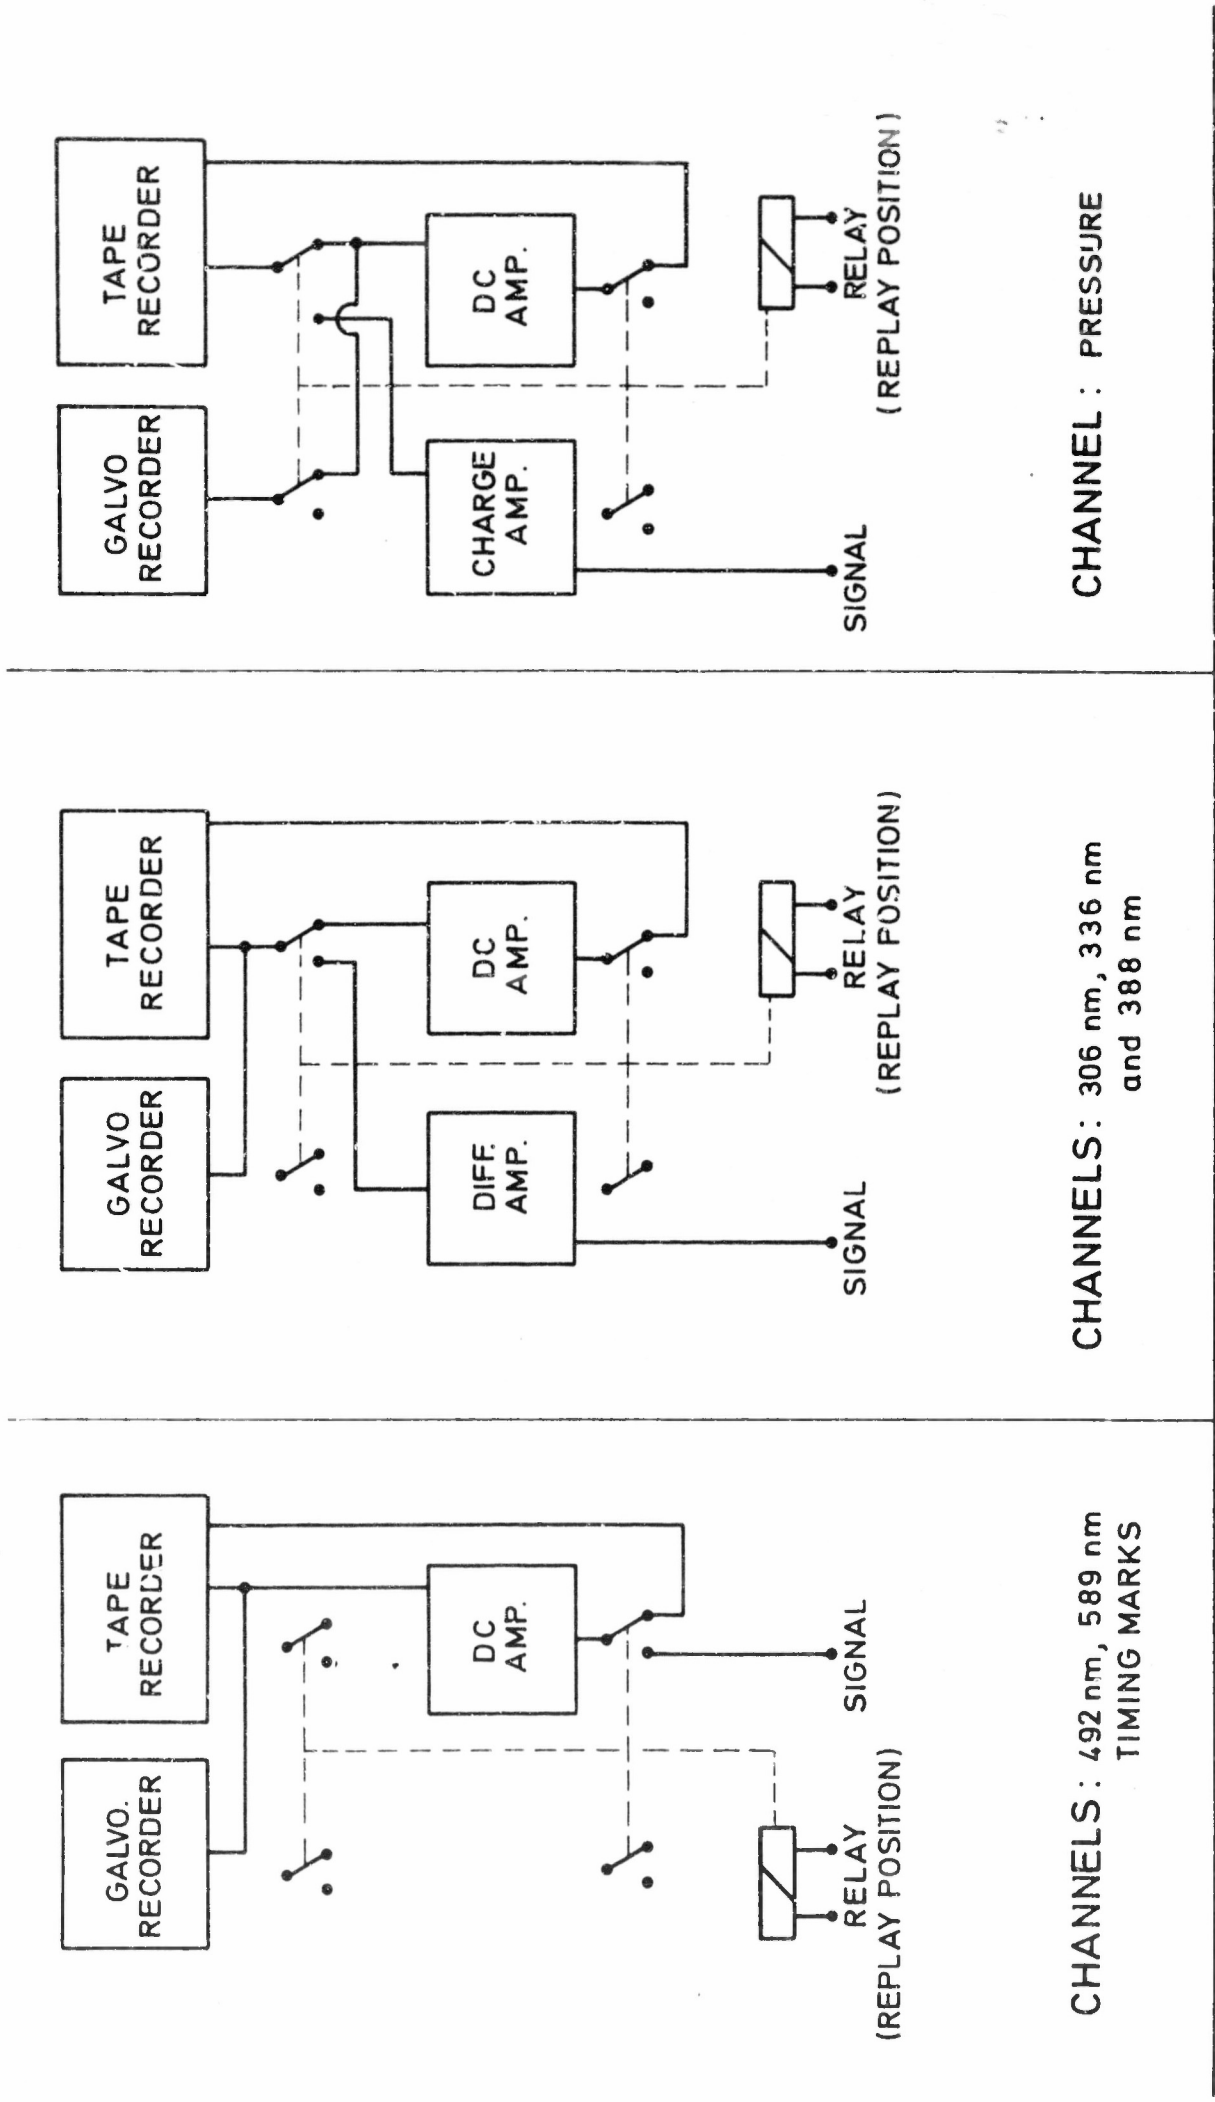 GALVO.
RECORDER
TAPE
RECORDER
DC
AMP.
RELAY
(REPLAY POSITION)
SIGNAL
CHANNELS: 492 nm, 589 nm
TIMING MARKS
GALVO
RECORDER
TAPE
RECORDER
DIFF.
AMP.
DC
AMP.
SIGNAL
RELAY
(REPLAY POSITION)
CHANNELS: 306 nm, 336 nm
and 388 nm
GALVO
RECORDER
TAPE
RECORDER
CHARGE
AMP.
DC
AMP.
SIGNAL
RELAY
(REPLAY POSITION)
CHANNEL: PRESSURE